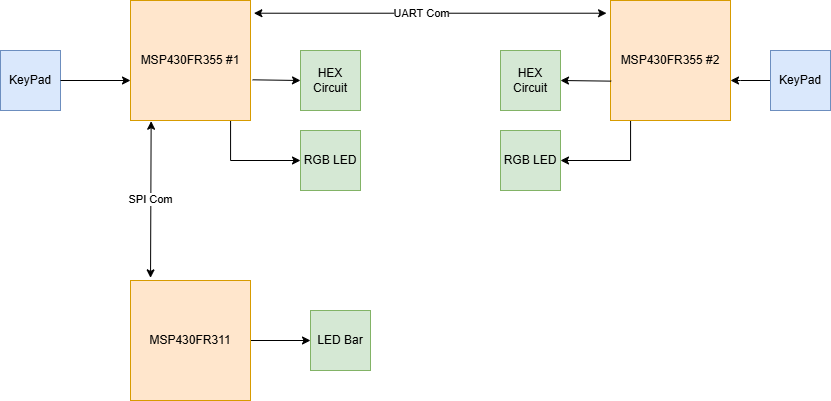 UART Com
MSP430FR355 #1
MSP430FR355 #2
KeyPad
HEX
Circuit
HEX
Circuit
KeyPad
RGB LED
RGB LED
SPI Com
MSP430FR311
LED Bar